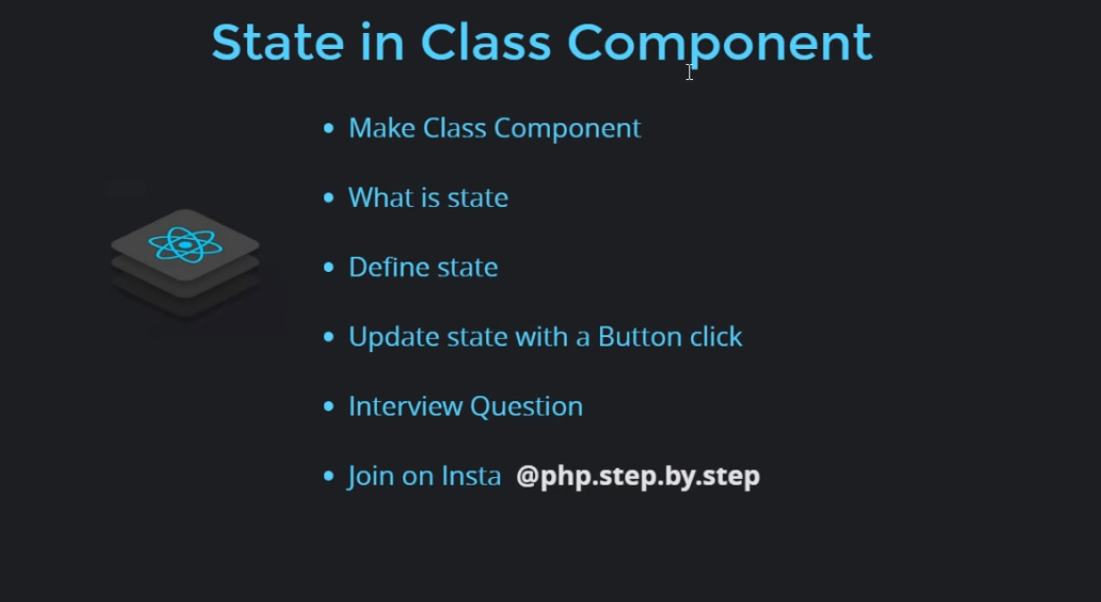 State in Class Component
• Make Class Component
• What is state
• Define state
• Update state with a Button click
• Interview Question
• Join on Insta @php.step.by.step